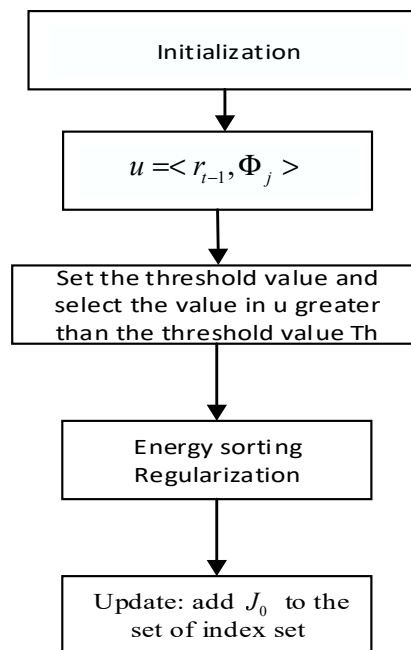 Initialization
u =< r_{t-1}, Φ_j >
Set the threshold value and
select the value in u greater
than the threshold value Th
Energy sorting
Regularization
Update: add J_0 to the
set of index set